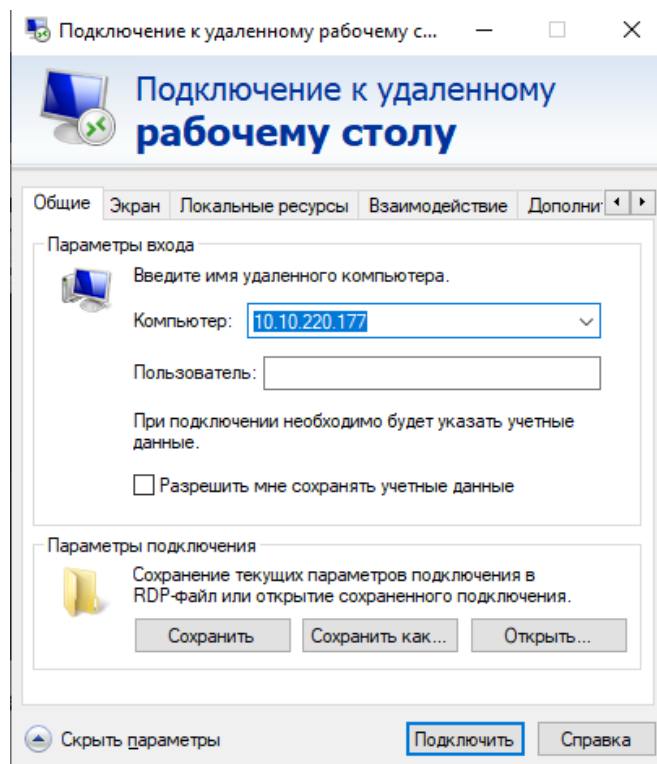 Подключение к удаленному рабочему с...
Подключение к удаленному
рабочему столу
Общие Экран Локальные ресурсы Взаимодействие Дополни
Параметры входа
Введите имя удаленного компьютера.
Компьютер: 10.10.220.177
Пользователь:
При подключении необходимо будет указать учетные
данные.
Разрешить мне сохранять учетные данные
Параметры подключения
Сохранение текущих параметров подключения в
RDP-файл или открытие сохраненного подключения.
Сохранить Сохранить как... Открыть...
Скрыть параметры Подключить Справка